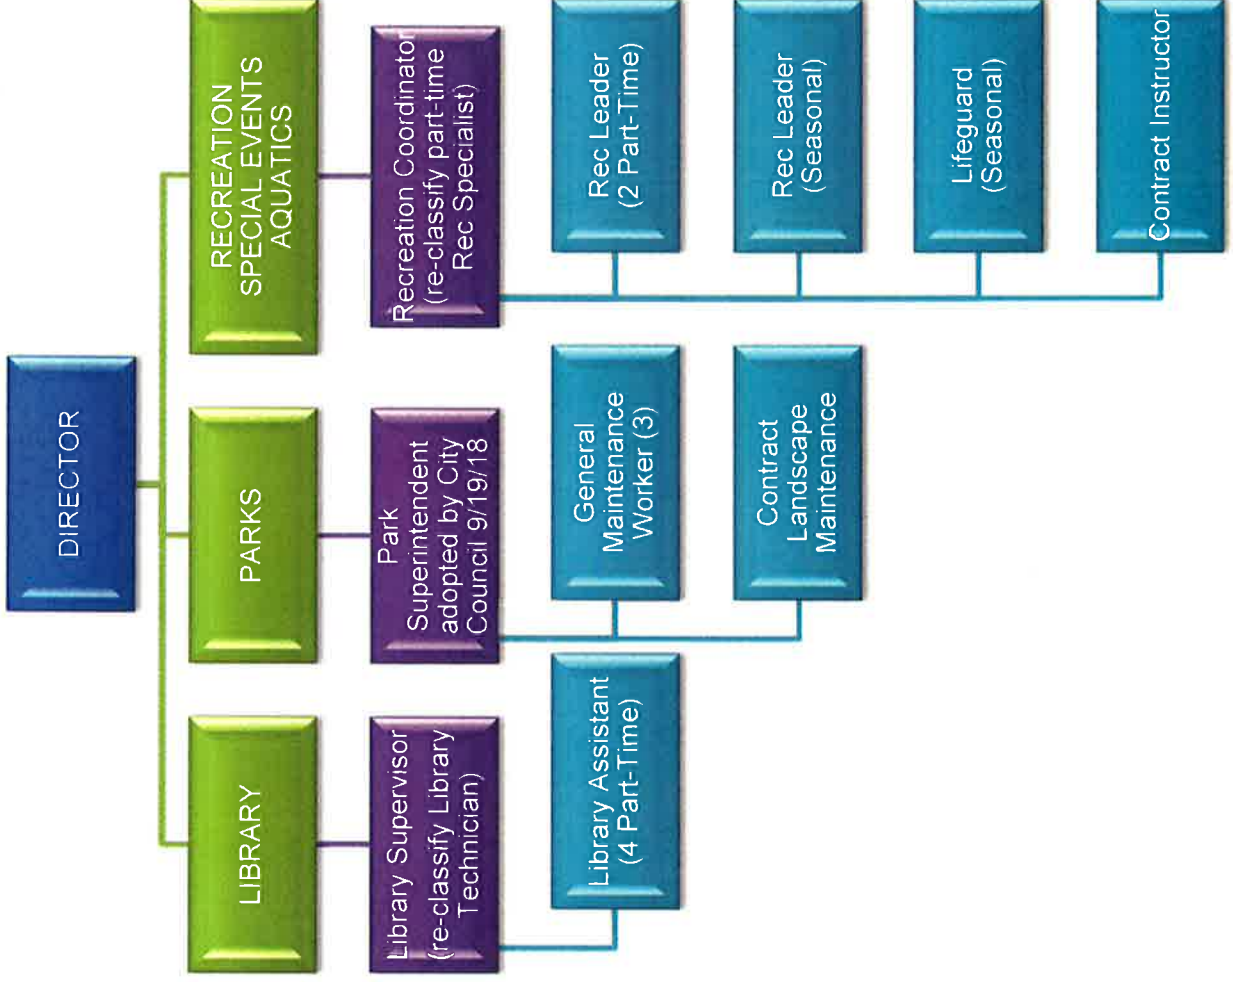 DIRECTOR
LIBRARY
Library Supervisor
(re-classify Library
Technician)
Library Assistant
(4 Part-Time)
PARKS
Park
Superintendent
adopted by City
Council 9/19/18
General
Maintenance
Worker (3)
Contract
Landscape
Maintenance
RECREATION
SPECIAL EVENTS
AQUATICS
Recreation Coordinator
(re-classify part-time
Rec Specialist)
Rec Leader
(2 Part-Time)
Rec Leader
(Seasonal)
Lifeguard
(Seasonal)
Contract Instructor